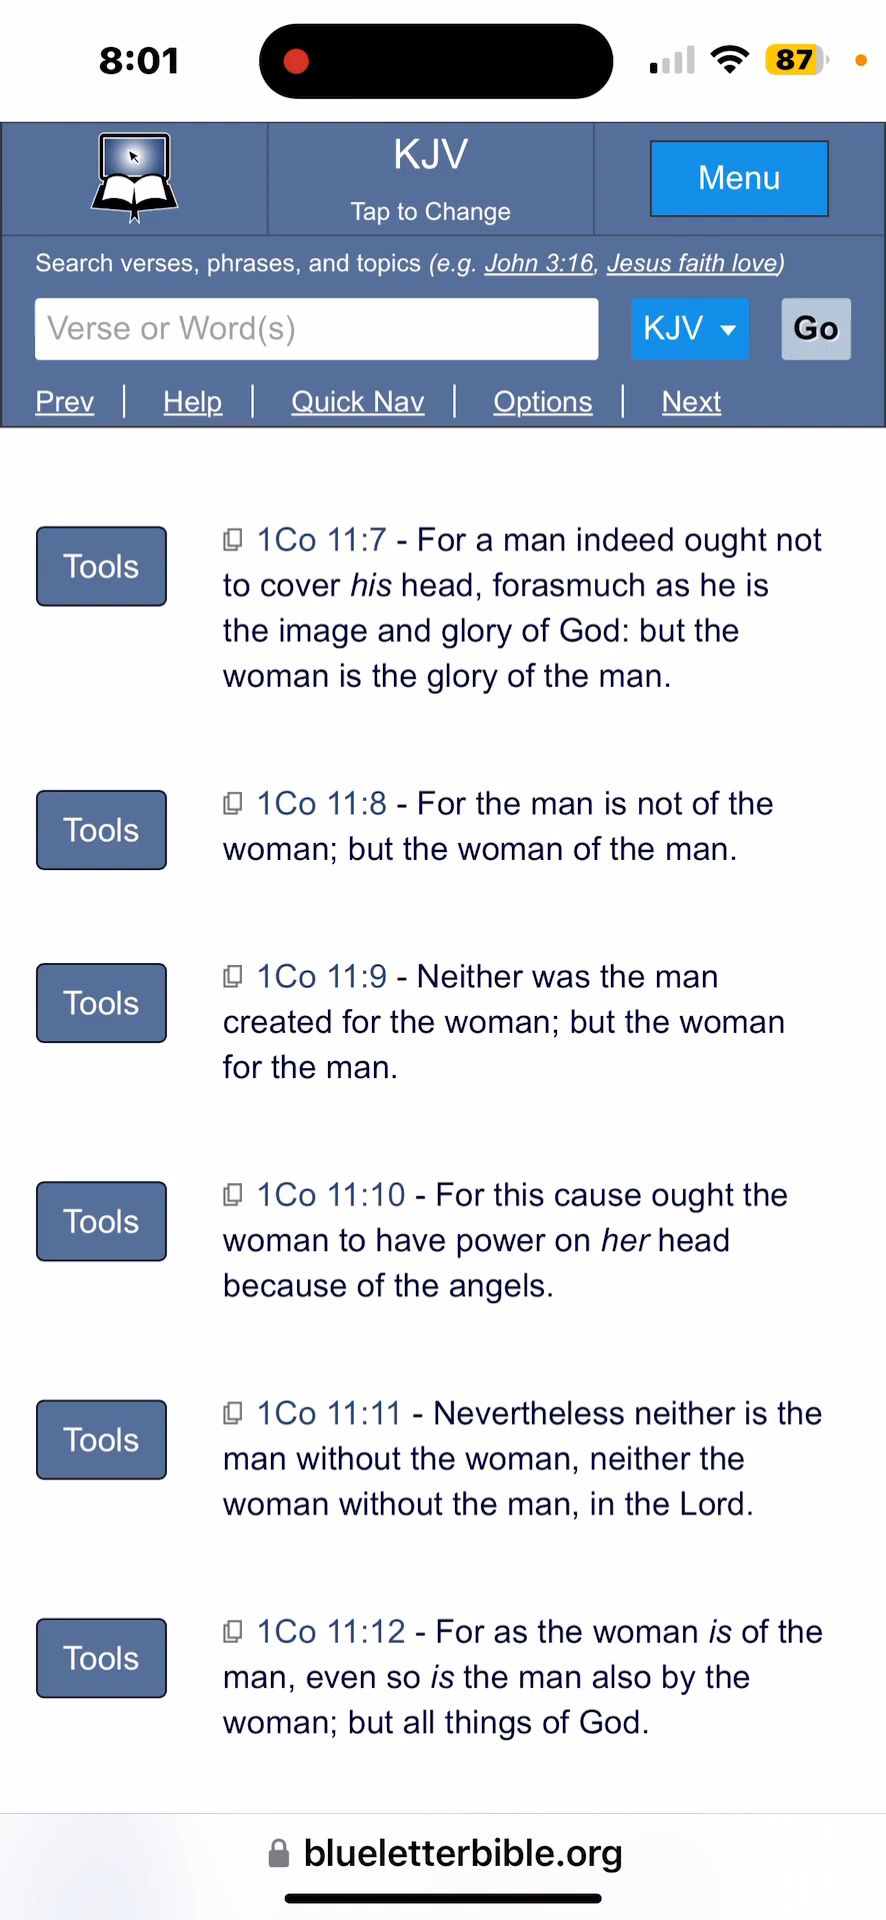 8:01
87
KJV
Tap to Change
Menu
Search verses, phrases, and topics (e.g. John 3:16, Jesus faith love)
Verse or Word(s)
KJV
Go
Prev | Help | Quick Nav | Options | Next
Tools
1Co 11:7 - For a man indeed ought not
to cover his head, forasmuch as he is
the image and glory of God: but the
woman is the glory of the man.
Tools
1Co 11:8 - For the man is not of the
woman; but the woman of the man.
Tools
1Co 11:9 - Neither was the man
created for the woman; but the woman
for the man.
Tools
1Co 11:10 - For this cause ought the
woman to have power on her head
because of the angels.
Tools
1Co 11:11 - Nevertheless neither is the
man without the woman, neither the
woman without the man, in the Lord.
Tools
1Co 11:12 - For as the woman is of the
man, even so is the man also by the
woman; but all things of God.
blueletterbible.org